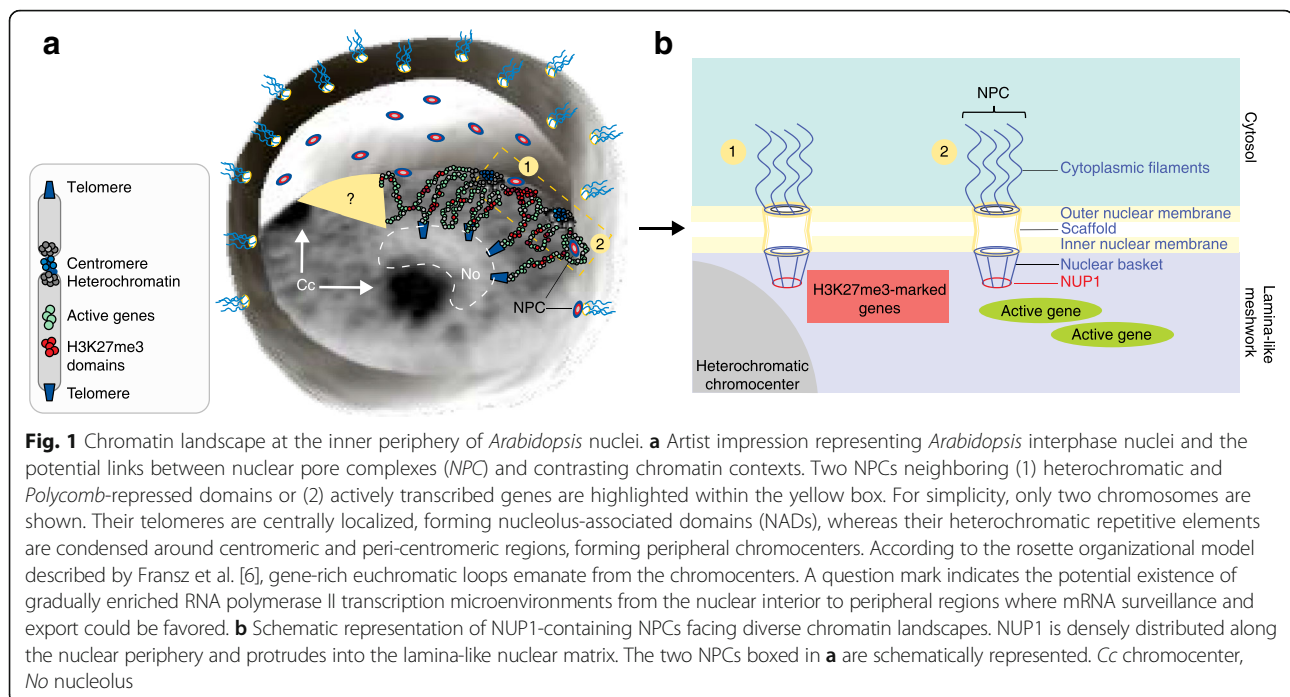 a
b
Telomere
Centromere
Heterochromatin
Active genes
H3K27me3
domains
Telomere
?
1
2
Cc
No
NPC
NPC
1
2
Cytosol
Cytoplasmic filaments
Outer nuclear membrane
Scaffold
Inner nuclear membrane
Nuclear basket
NUP1
H3K27me3-marked
genes
Active gene
Active gene
Heterochromatic
chromocenter
Lamina-like
meshwork
Fig. 1 Chromatin landscape at the inner periphery of Arabidopsis nuclei. a Artist impression representing Arabidopsis interphase nuclei and the
potential links between nuclear pore complexes (NPC) and contrasting chromatin contexts. Two NPCs neighboring (1) heterochromatic and
Polycomb-repressed domains or (2) actively transcribed genes are highlighted within the yellow box. For simplicity, only two chromosomes are
shown. Their telomeres are centrally localized, forming nucleolus-associated domains (NADs), whereas their heterochromatic repetitive elements
are condensed around centromeric and peri-centromeric regions, forming peripheral chromocenters. According to the rosette organizational model
described by Fransz et al. [6], gene-rich euchromatic loops emanate from the chromocenters. A question mark indicates the potential existence of
gradually enriched RNA polymerase II transcription microenvironments from the nuclear interior to peripheral regions where mRNA surveillance and
export could be favored. b Schematic representation of NUP1-containing NPCs facing diverse chromatin landscapes. NUP1 is densely distributed along
the nuclear periphery and protrudes into the lamina-like nuclear matrix. The two NPCs boxed in a are schematically represented. Cc chromocenter,
No nucleolus